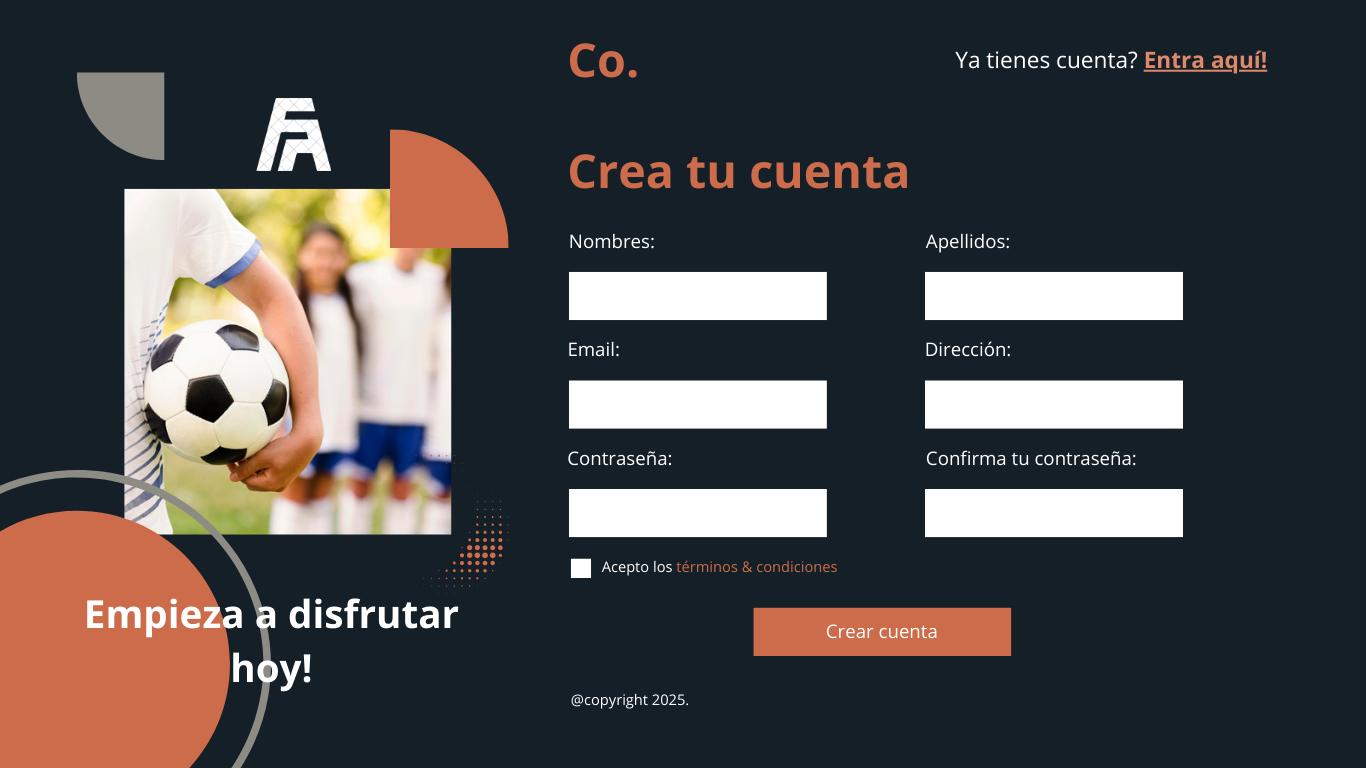 Co.
Ya tienes cuenta? Entra aquí!
FA
Crea tu cuenta
Nombres:
Apellidos:
Email:
Dirección:
Contraseña:
Confirma tu contraseña:
Acepto los términos & condiciones
Crear cuenta
@copyright 2025.
Empieza a disfrutar
hoy!